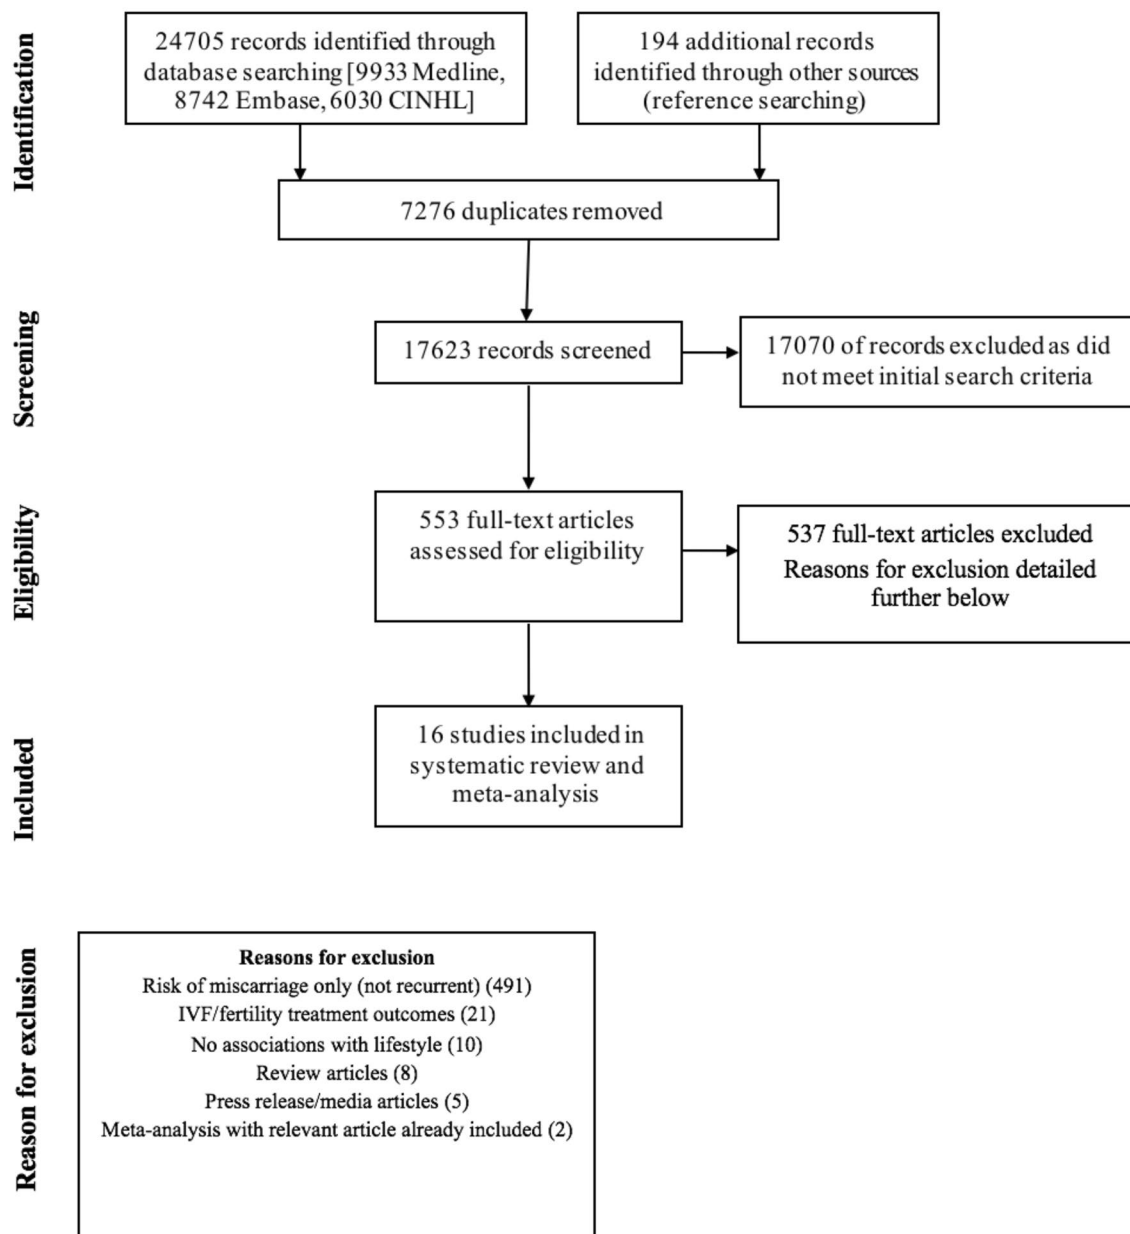 Identification
24705 records identified through
database searching [9933 Medline,
8742 Embase, 6030 CINHL]
194 additional records
identified through other sources
(reference searching)
7276 duplicates removed
Screening
17623 records screened
17070 of records excluded as did
not meet initial search criteria
Eligibility
553 full-text articles
assessed for eligibility
537 full-text articles excluded
Reasons for exclusion detailed
further below
Included
16 studies included in
systematic review and
meta-analysis
Reason for exclusion
Reasons for exclusion
Risk of miscarriage only (not recurrent) (491)
IVF/fertility treatment outcomes (21)
No associations with lifestyle (10)
Review articles (8)
Press release/media articles (5)
Meta-analysis with relevant article already included (2)